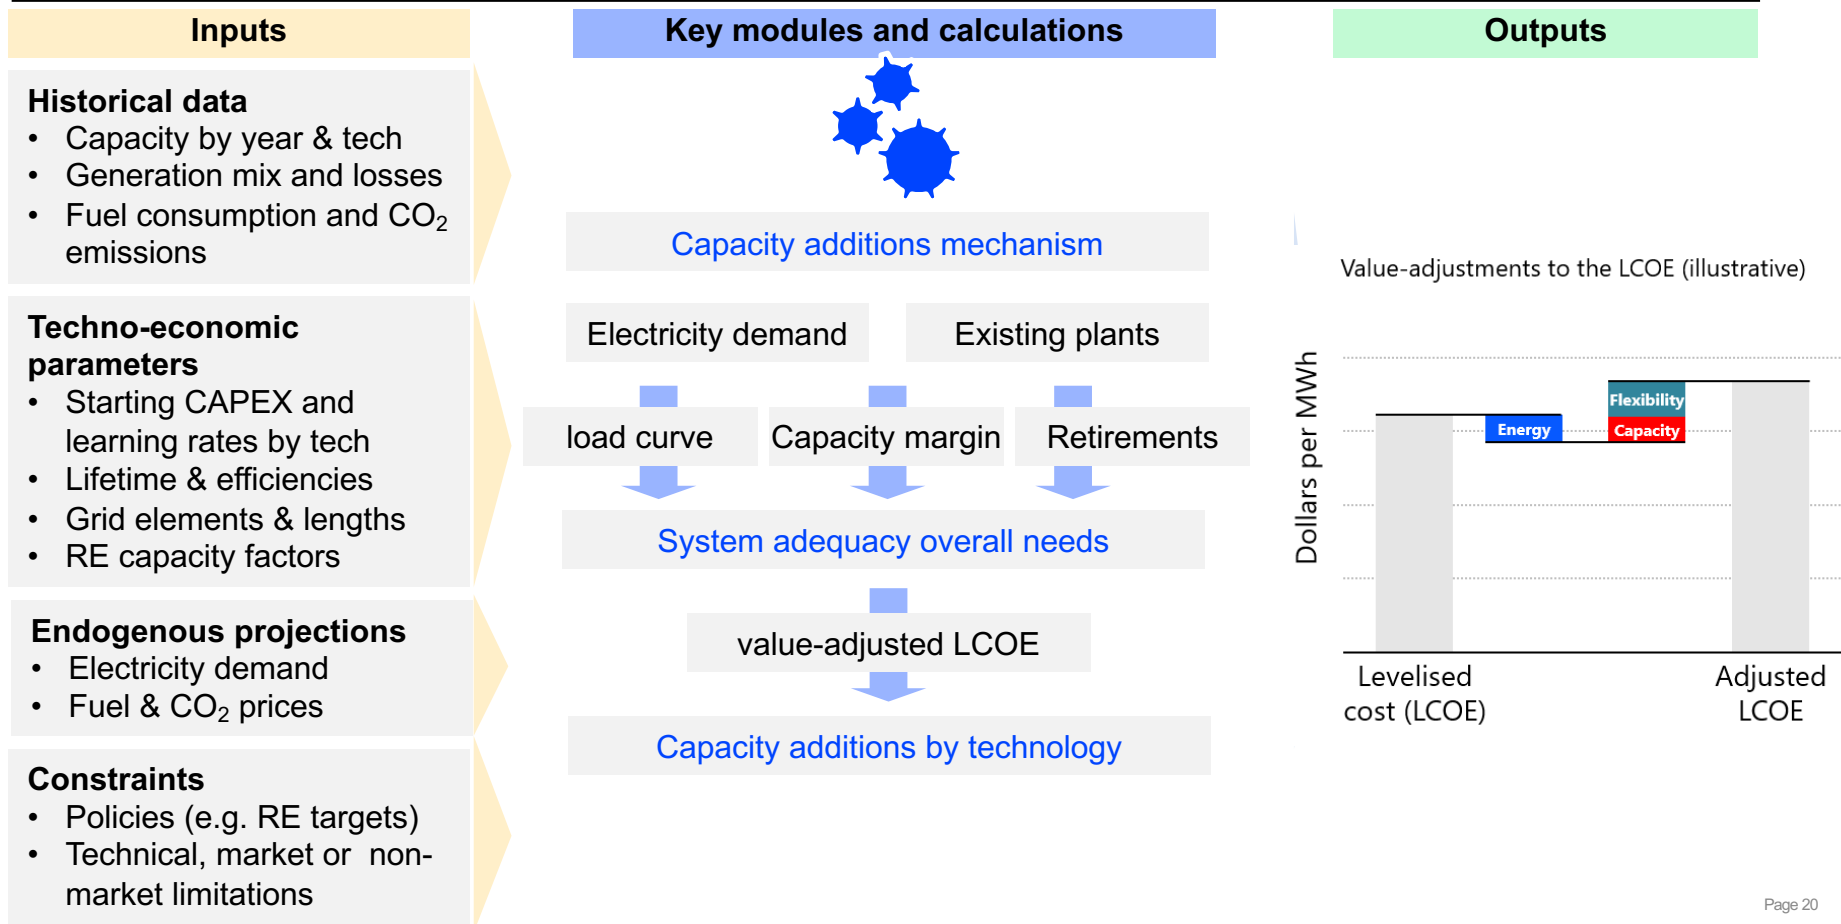 Inputs
Historical data
• Capacity by year & tech
• Generation mix and losses
• Fuel consumption and CO₂
emissions
Techno-economic
parameters
• Starting CAPEX and
learning rates by tech
• Lifetime & efficiencies
• Grid elements & lengths
• RE capacity factors
Endogenous projections
• Electricity demand
• Fuel & CO₂ prices
Constraints
• Policies (e.g. RE targets)
• Technical, market or non-
market limitations
Key modules and calculations
Capacity additions mechanism
Electricity demand
Existing plants
load curve
Capacity margin
Retirements
System adequacy overall needs
value-adjusted LCOE
Capacity additions by technology
Outputs
Value-adjustments to the LCOE (illustrative)
Dollars per MWh
Energy
Flexibility
Capacity
Levelised
cost (LCOE)
Adjusted
LCOE
Page 20